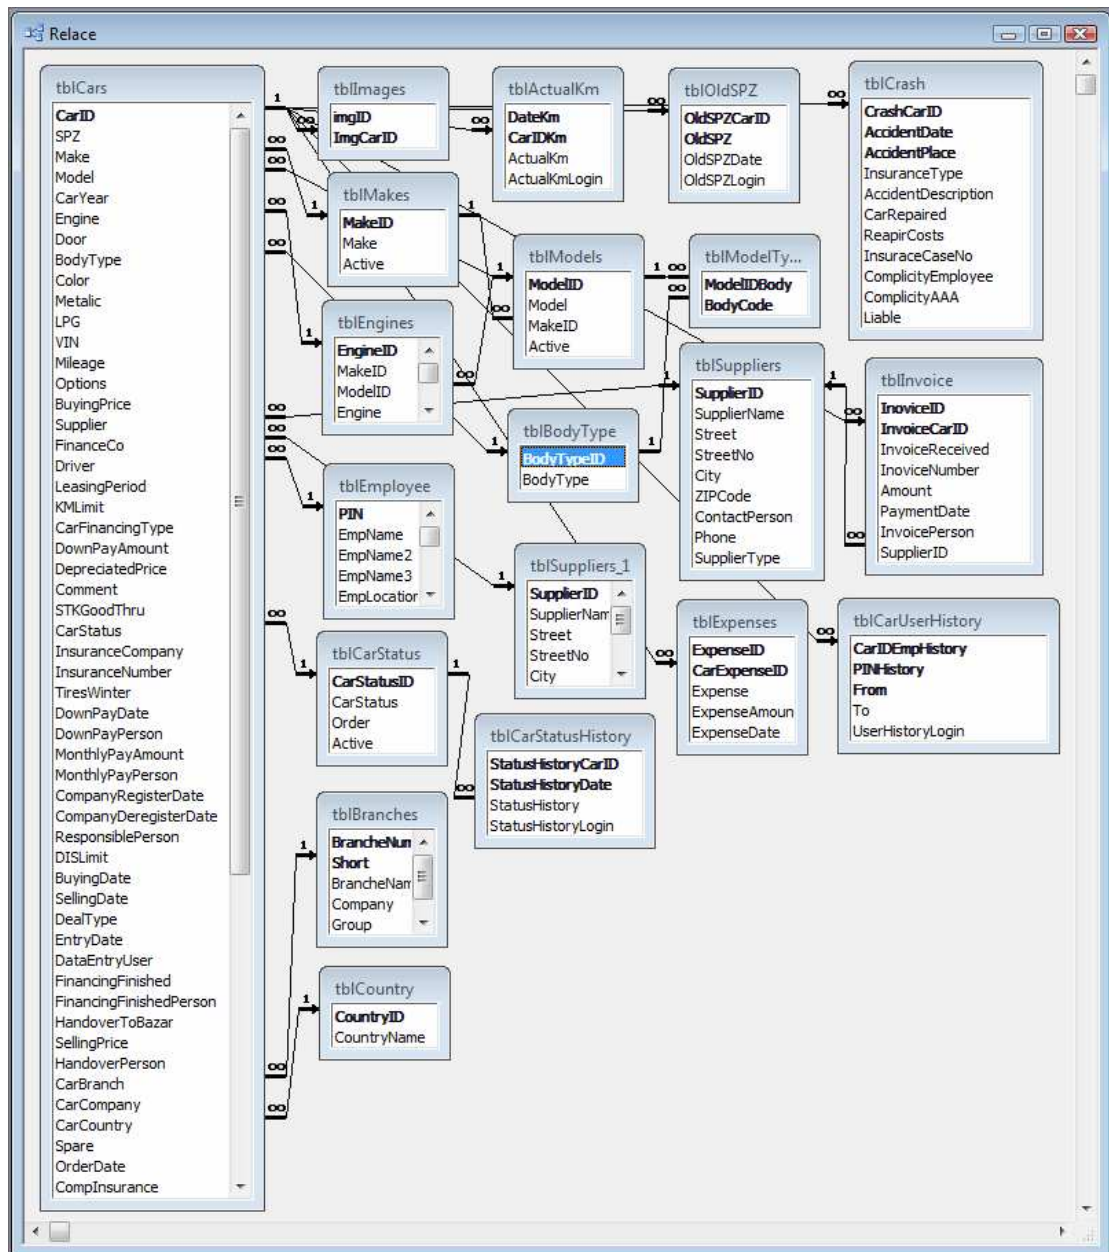 Relace
tblCars
CarID
SPZ
Make
Model
CarYear
Engine
Door
BodyType
Color
Metalic
LPG
VIN
Mileage
Options
BuyingPrice
Supplier
FinanceCo
Driver
LeasingPeriod
KMLimit
CarFinancingType
DownPayAmount
DepreciatedPrice
Comment
STKGoodThru
CarStatus
InsuranceCompany
InsuranceNumber
TiresWinter
DownPayDate
DownPayPerson
MonthlyPayAmount
MonthlyPayPerson
CompanyRegisterDate
CompanyDeregisterDate
ResponsiblePerson
DISLimit
BuyingDate
SellingDate
DealType
EntryDate
DataEntryUser
FinancingFinished
FinancingFinishedPerson
HandoverToBazar
SellingPrice
HandoverPerson
CarBranch
CarCompany
CarCountry
Spare
OrderDate
CompInsurance
tblImages
imgID
ImgCarID
tblActualKm
DateKm
CarIDKm
ActualKm
ActualKmLogin
tblOldSPZ
OldSPZCarID
OldSPZ
OldSPZDate
OldSPZLogin
tblCrash
CrashCarID
AccidentDate
AccidentPlace
InsuranceType
AccidentDescription
CarRepaired
ReapirCosts
InsuraceCaseNo
ComplicityEmployee
ComplicityAAA
Liable
tblMakes
MakeID
Make
Active
tblModels
ModelID
Model
MakeID
Active
tblModelTy...
ModelIDBody
BodyCode
tblEngines
EngineID
MakeID
ModelID
Engine
tblSuppliers
SupplierID
SupplierName
Street
StreetNo
City
ZIPCode
ContactPerson
Phone
SupplierType
tblInvoice
InoviceID
InvoiceCarID
InvoiceReceived
InoviceNumber
Amount
PaymentDate
InvoicePerson
SupplierID
tblBodyType
BodyTypeID
BodyType
tblEmployee
PIN
EmpName
EmpName2
EmpName3
EmpLocation
tblSuppliers_1
SupplierID
SupplierNam
Street
StreetNo
City
tblExpenses
ExpenseID
CarExpenseID
Expense
ExpenseAmoun
ExpenseDate
tblCarUserHistory
CarIDEmpHistory
PINHistory
From
To
UserHistoryLogin
tblCarStatus
CarStatusID
CarStatus
Order
Active
tblCarStatusHistory
StatusHistoryCarID
StatusHistoryDate
StatusHistory
StatusHistoryLogin
tblBranches
BrancheNum
Short
BrancheNam
Company
Group
tblCountry
CountryID
CountryName